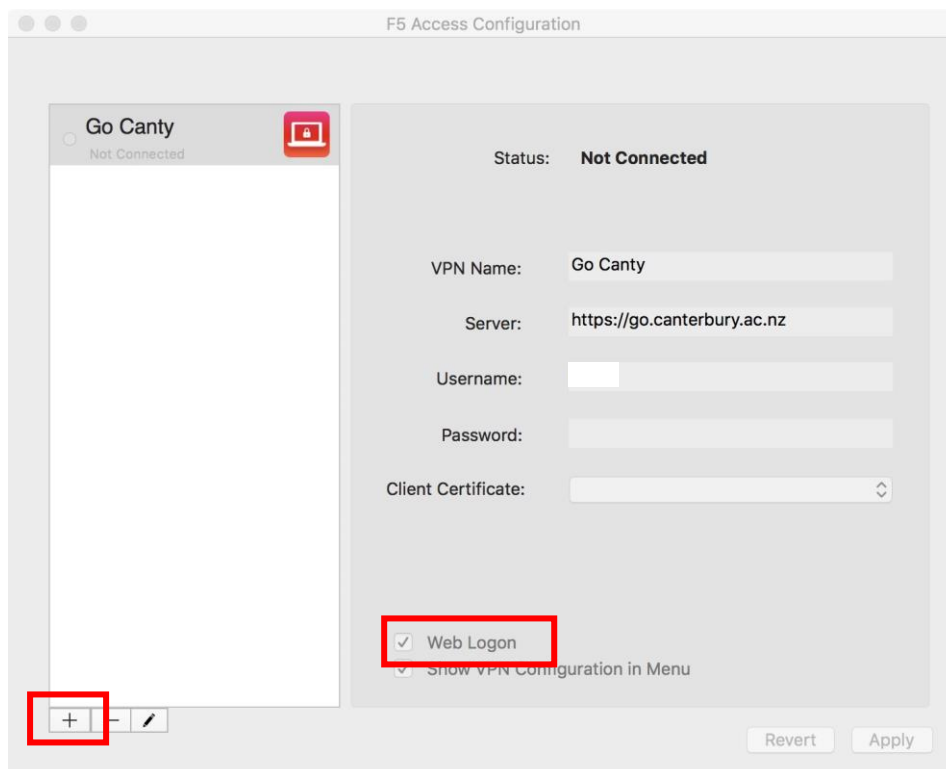 F5 Access Configuration
Go Canty
Not Connected
Status: Not Connected
VPN Name: Go Canty
Server: https://go.canterbury.ac.nz
Username:
Password:
Client Certificate:
Web Logon
Show VPN Configuration in Menu
Revert Apply